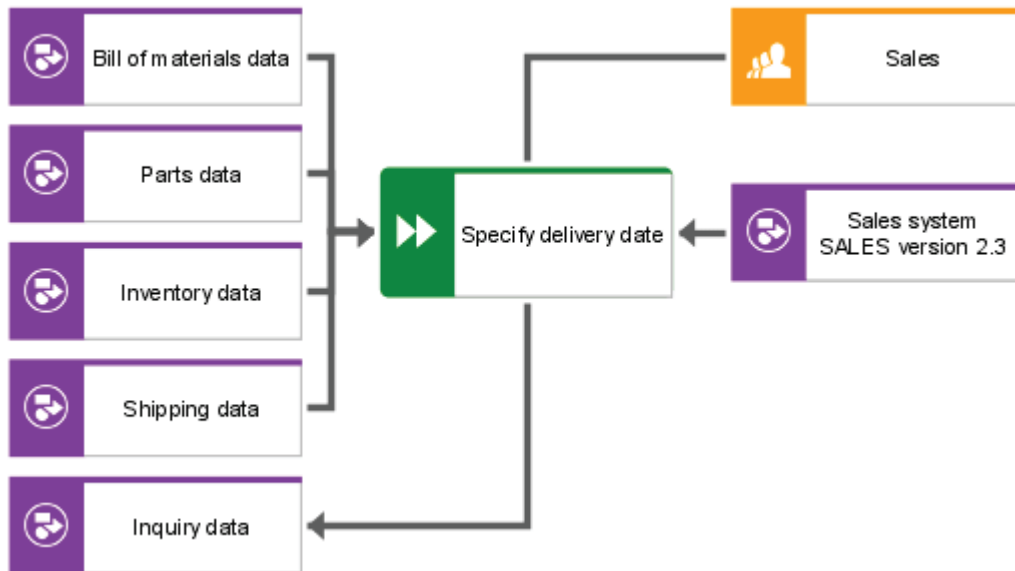 Bill of materials data
Sales
Parts data
Specify delivery date
Sales system
SALES version 2.3
Inventory data
Shipping data
Inquiry data